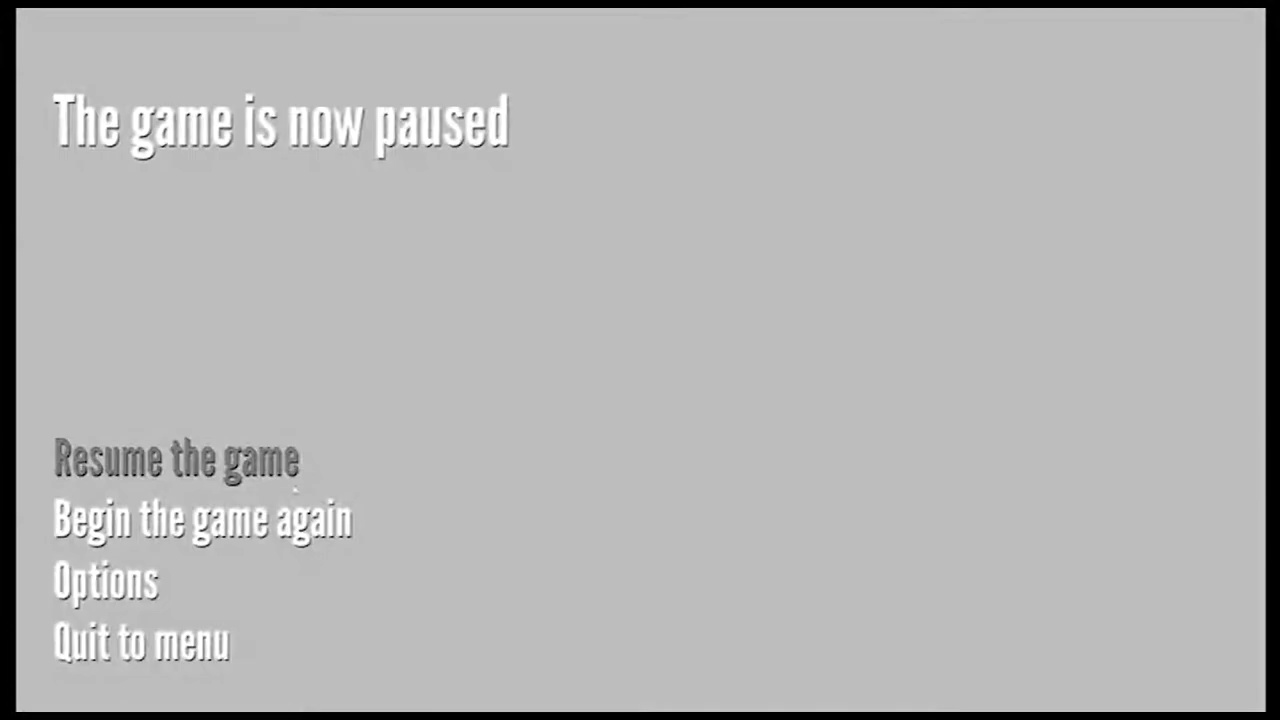 The game is now paused
Resume the game
Begin the game again
Options
Quit to menu